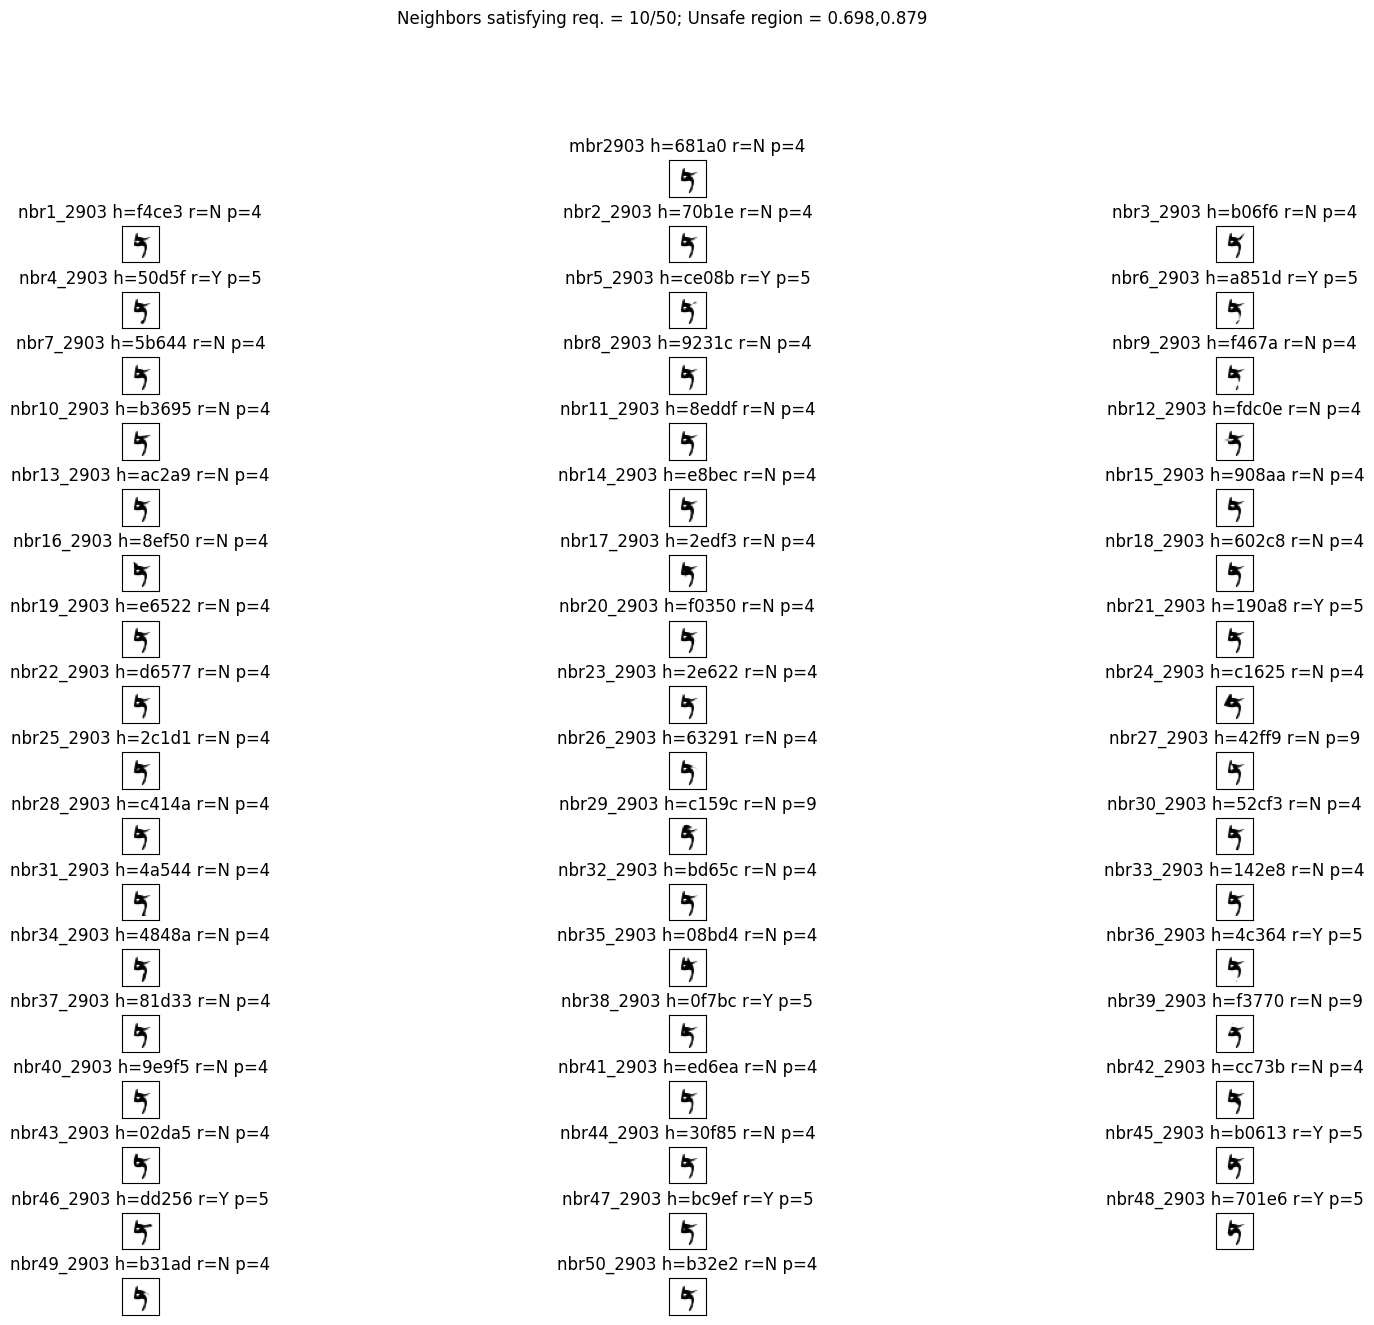 Neighbors satisfying req. = 10/50; Unsafe region = 0.698,0.879
mbr2903 h=681a0 r=N p=4
nbr1_2903 h=f4ce3 r=N p=4
nbr2_2903 h=70b1e r=N p=4
nbr3_2903 h=b06f6 r=N p=4
nbr4_2903 h=50d5f r=Y p=5
nbr5_2903 h=ce08b r=Y p=5
nbr6_2903 h=a851d r=Y p=5
nbr7_2903 h=5b644 r=N p=4
nbr8_2903 h=9231c r=N p=4
nbr9_2903 h=f467a r=N p=4
nbr10_2903 h=b3695 r=N p=4
nbr11_2903 h=8eddf r=N p=4
nbr12_2903 h=fdc0e r=N p=4
nbr13_2903 h=ac2a9 r=N p=4
nbr14_2903 h=e8bec r=N p=4
nbr15_2903 h=908aa r=N p=4
nbr16_2903 h=8ef50 r=N p=4
nbr17_2903 h=2edf3 r=N p=4
nbr18_2903 h=602c8 r=N p=4
nbr19_2903 h=e6522 r=N p=4
nbr20_2903 h=f0350 r=N p=4
nbr21_2903 h=190a8 r=Y p=5
nbr22_2903 h=d6577 r=N p=4
nbr23_2903 h=2e622 r=N p=4
nbr24_2903 h=c1625 r=N p=4
nbr25_2903 h=2c1d1 r=N p=4
nbr26_2903 h=63291 r=N p=4
nbr27_2903 h=42ff9 r=N p=9
nbr28_2903 h=c414a r=N p=4
nbr29_2903 h=c159c r=N p=9
nbr30_2903 h=52cf3 r=N p=4
nbr31_2903 h=4a544 r=N p=4
nbr32_2903 h=bd65c r=N p=4
nbr33_2903 h=142e8 r=N p=4
nbr34_2903 h=4848a r=N p=4
nbr35_2903 h=08bd4 r=N p=4
nbr36_2903 h=4c364 r=Y p=5
nbr37_2903 h=81d33 r=N p=4
nbr38_2903 h=0f7bc r=Y p=5
nbr39_2903 h=f3770 r=N p=9
nbr40_2903 h=9e9f5 r=N p=4
nbr41_2903 h=ed6ea r=N p=4
nbr42_2903 h=cc73b r=N p=4
nbr43_2903 h=02da5 r=N p=4
nbr44_2903 h=30f85 r=N p=4
nbr45_2903 h=b0613 r=Y p=5
nbr46_2903 h=dd256 r=Y p=5
nbr47_2903 h=bc9ef r=Y p=5
nbr48_2903 h=701e6 r=Y p=5
nbr49_2903 h=b31ad r=N p=4
nbr50_2903 h=b32e2 r=N p=4